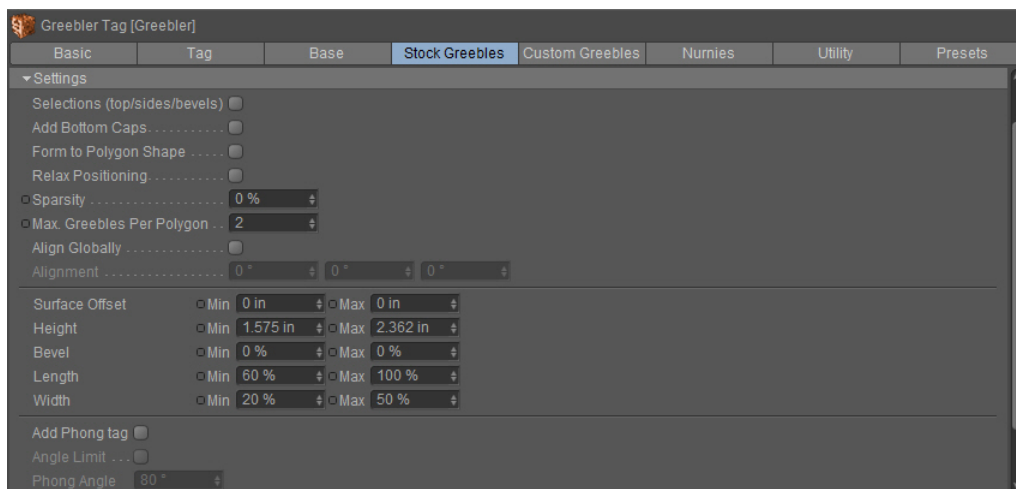 Greebler Tag [Greebler]
Basic Tag Base Stock Greebles Custom Greebles Nurnies Utility Presets
Settings
Selections (top/sides/bevels)
Add Bottom Caps
Form to Polygon Shape
Relax Positioning
Sparsity 0 %
Max. Greebles Per Polygon 2
Align Globally
Alignment 0 ° 0 ° 0 °
Surface Offset Min 0 in Max 0 in
Height Min 1.575 in Max 2.362 in
Bevel Min 0 % Max 0 %
Length Min 60 % Max 100 %
Width Min 20 % Max 50 %
Add Phong tag
Angle Limit
Phong Angle 80 °